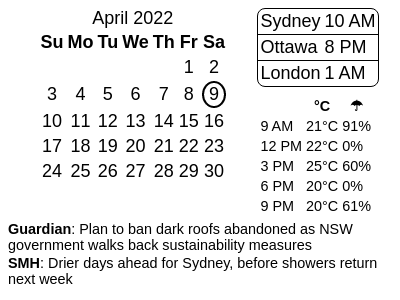 April 2022
Su Mo Tu We Th Fr Sa
1 2
3 4 5 6 7 8 9
10 11 12 13 14 15 16
17 18 19 20 21 22 23
24 25 26 27 28 29 30
Sydney 10 AM
Ottawa 8 PM
London 1 AM
°C ☂
9 AM 21°C 91%
12 PM 22°C 0%
3 PM 25°C 60%
6 PM 20°C 0%
9 PM 20°C 61%
Guardian: Plan to ban dark roofs abandoned as NSW
government walks back sustainability measures
SMH: Drier days ahead for Sydney, before showers return
next week